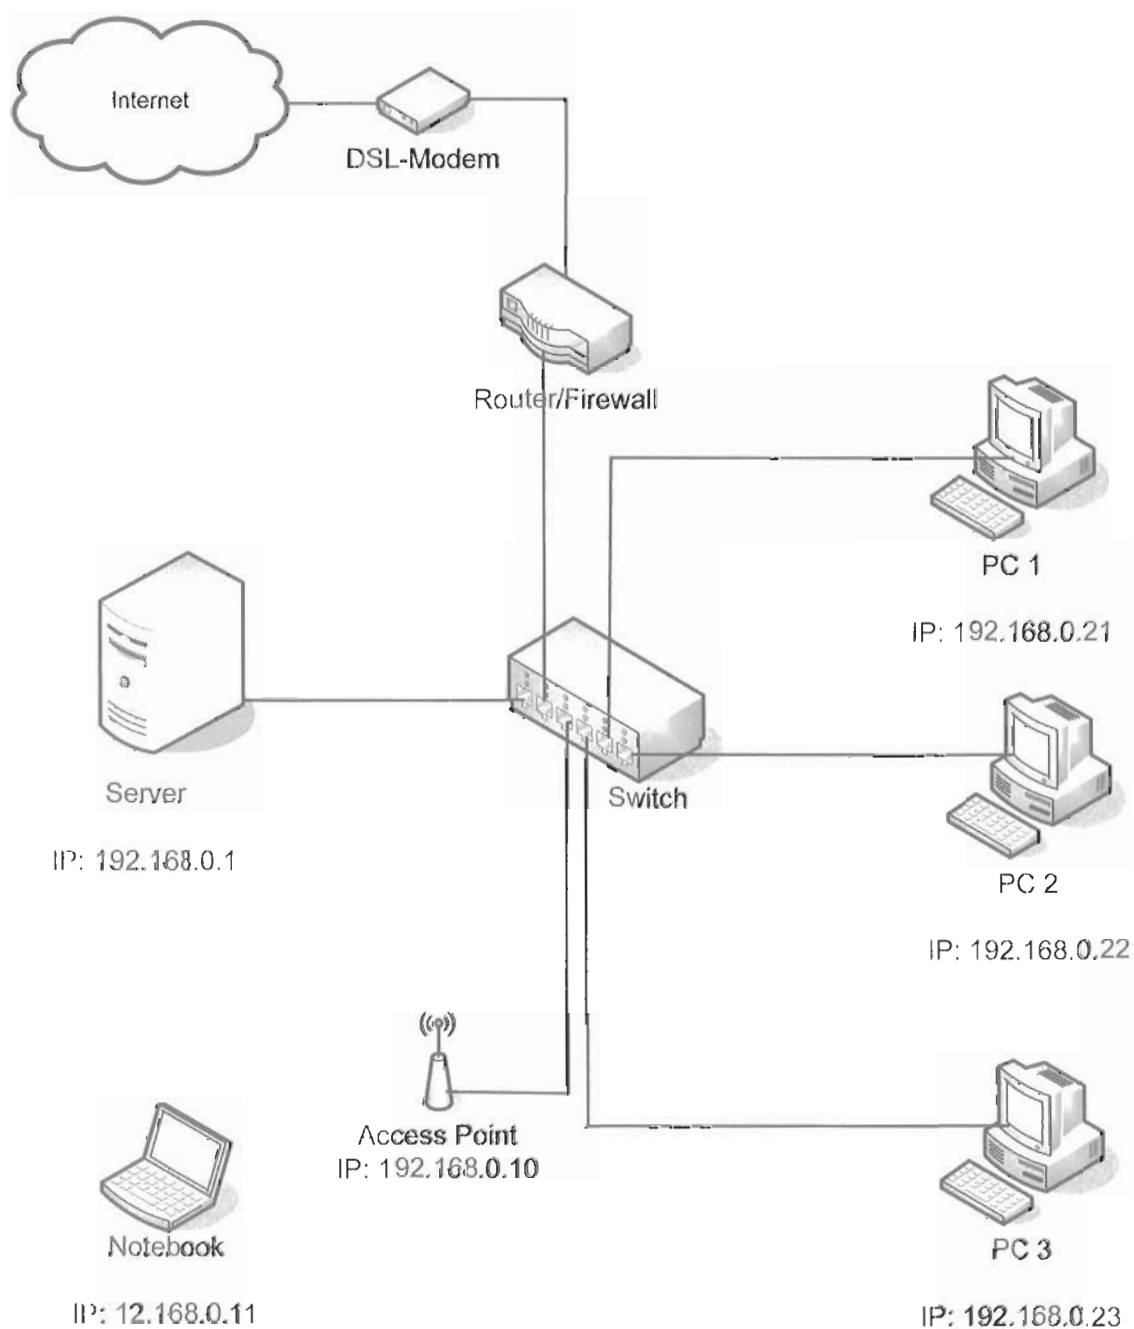 Internet
DSL-Modem
Router/Firewall
PC 1
IP: 192.168.0.21
Server
IP: 192.168.0.1
Switch
PC 2
IP: 192.168.0.22
Access Point
IP: 192.168.0.10
Notebook
IP: 12.168.0.11
PC 3
IP: 192.168.0.23